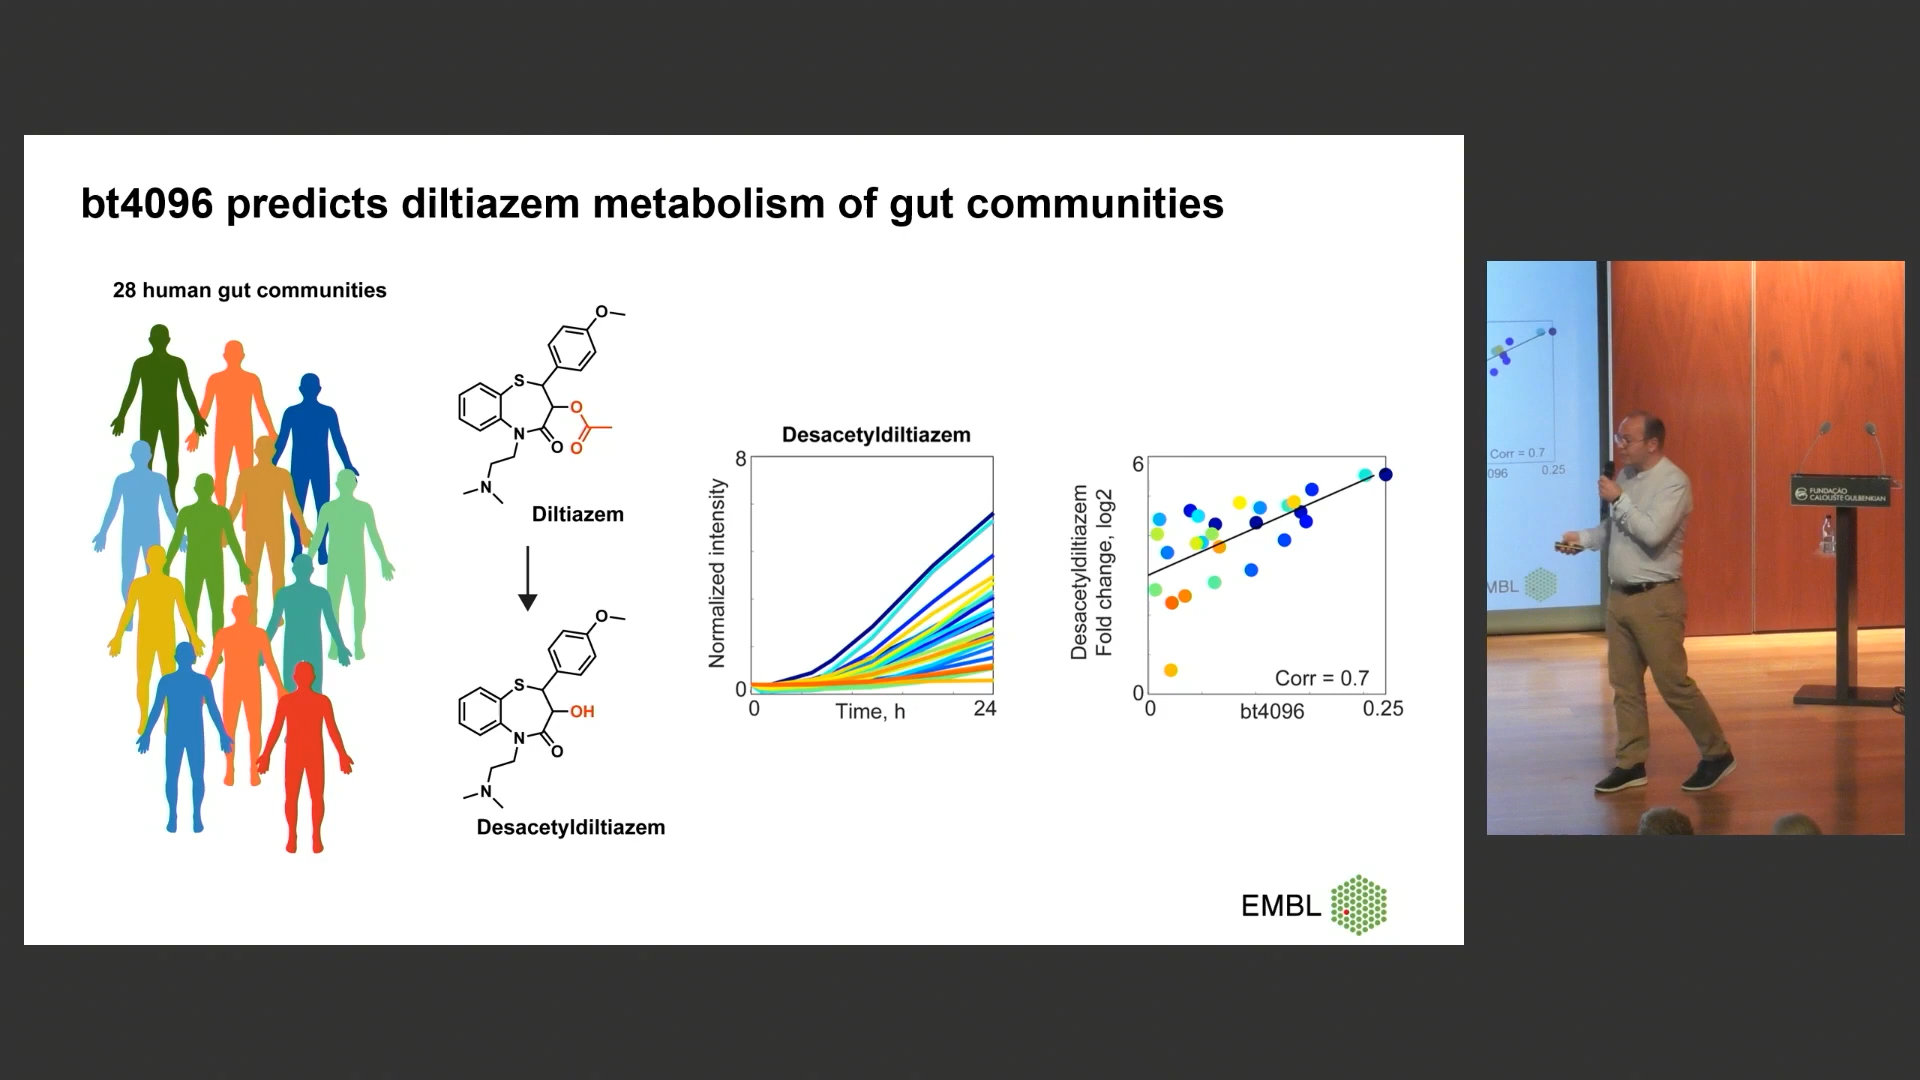 bt4096 predicts diltiazem metabolism of gut communities
28 human gut communities
O
S
O
O
N
O
N
Diltiazem
O
S
OH
N
O
N
Desacetyldiltiazem
Desacetyldiltiazem
8
Normalized intensity
0
0
Time, h
24
6
Desacetyldiltiazem
Fold change, log2
0
Corr = 0.7
0
bt4096
0.25
EMBL
Corr = 0.7
096
0.25
MBL
FUNDAÇÃO
CALOUSTE GULBENKIAN